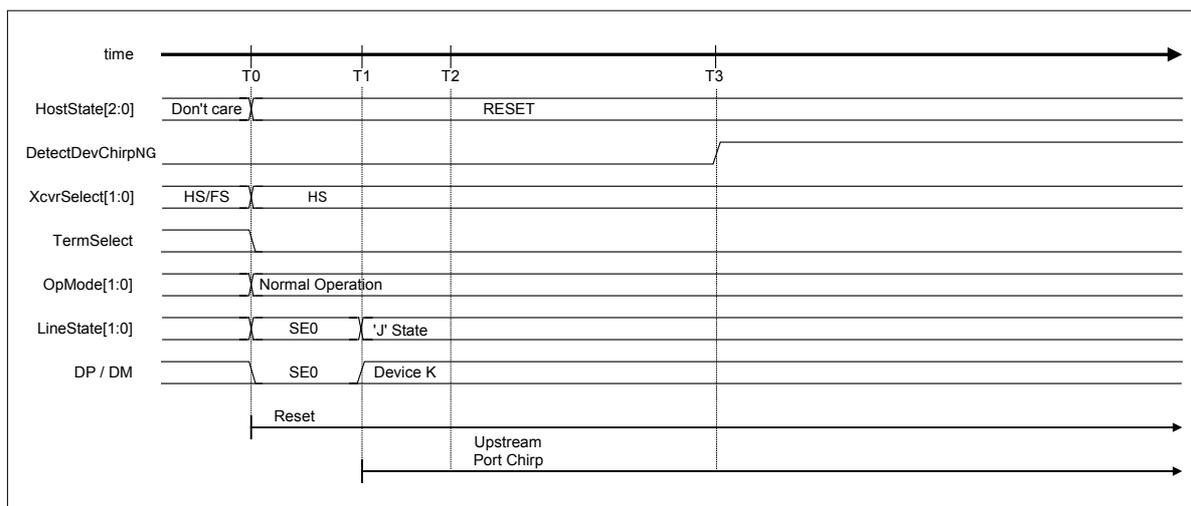 time
T0 T1 T2 T3
HostState[2:0] Don't care RESET
DetectDevChirpNG
XcvrSelect[1:0] HS/FS HS
TermSelect
OpMode[1:0] Normal Operation
LineState[1:0] SE0 'J' State
DP / DM SE0 Device K
Reset
Upstream
Port Chirp